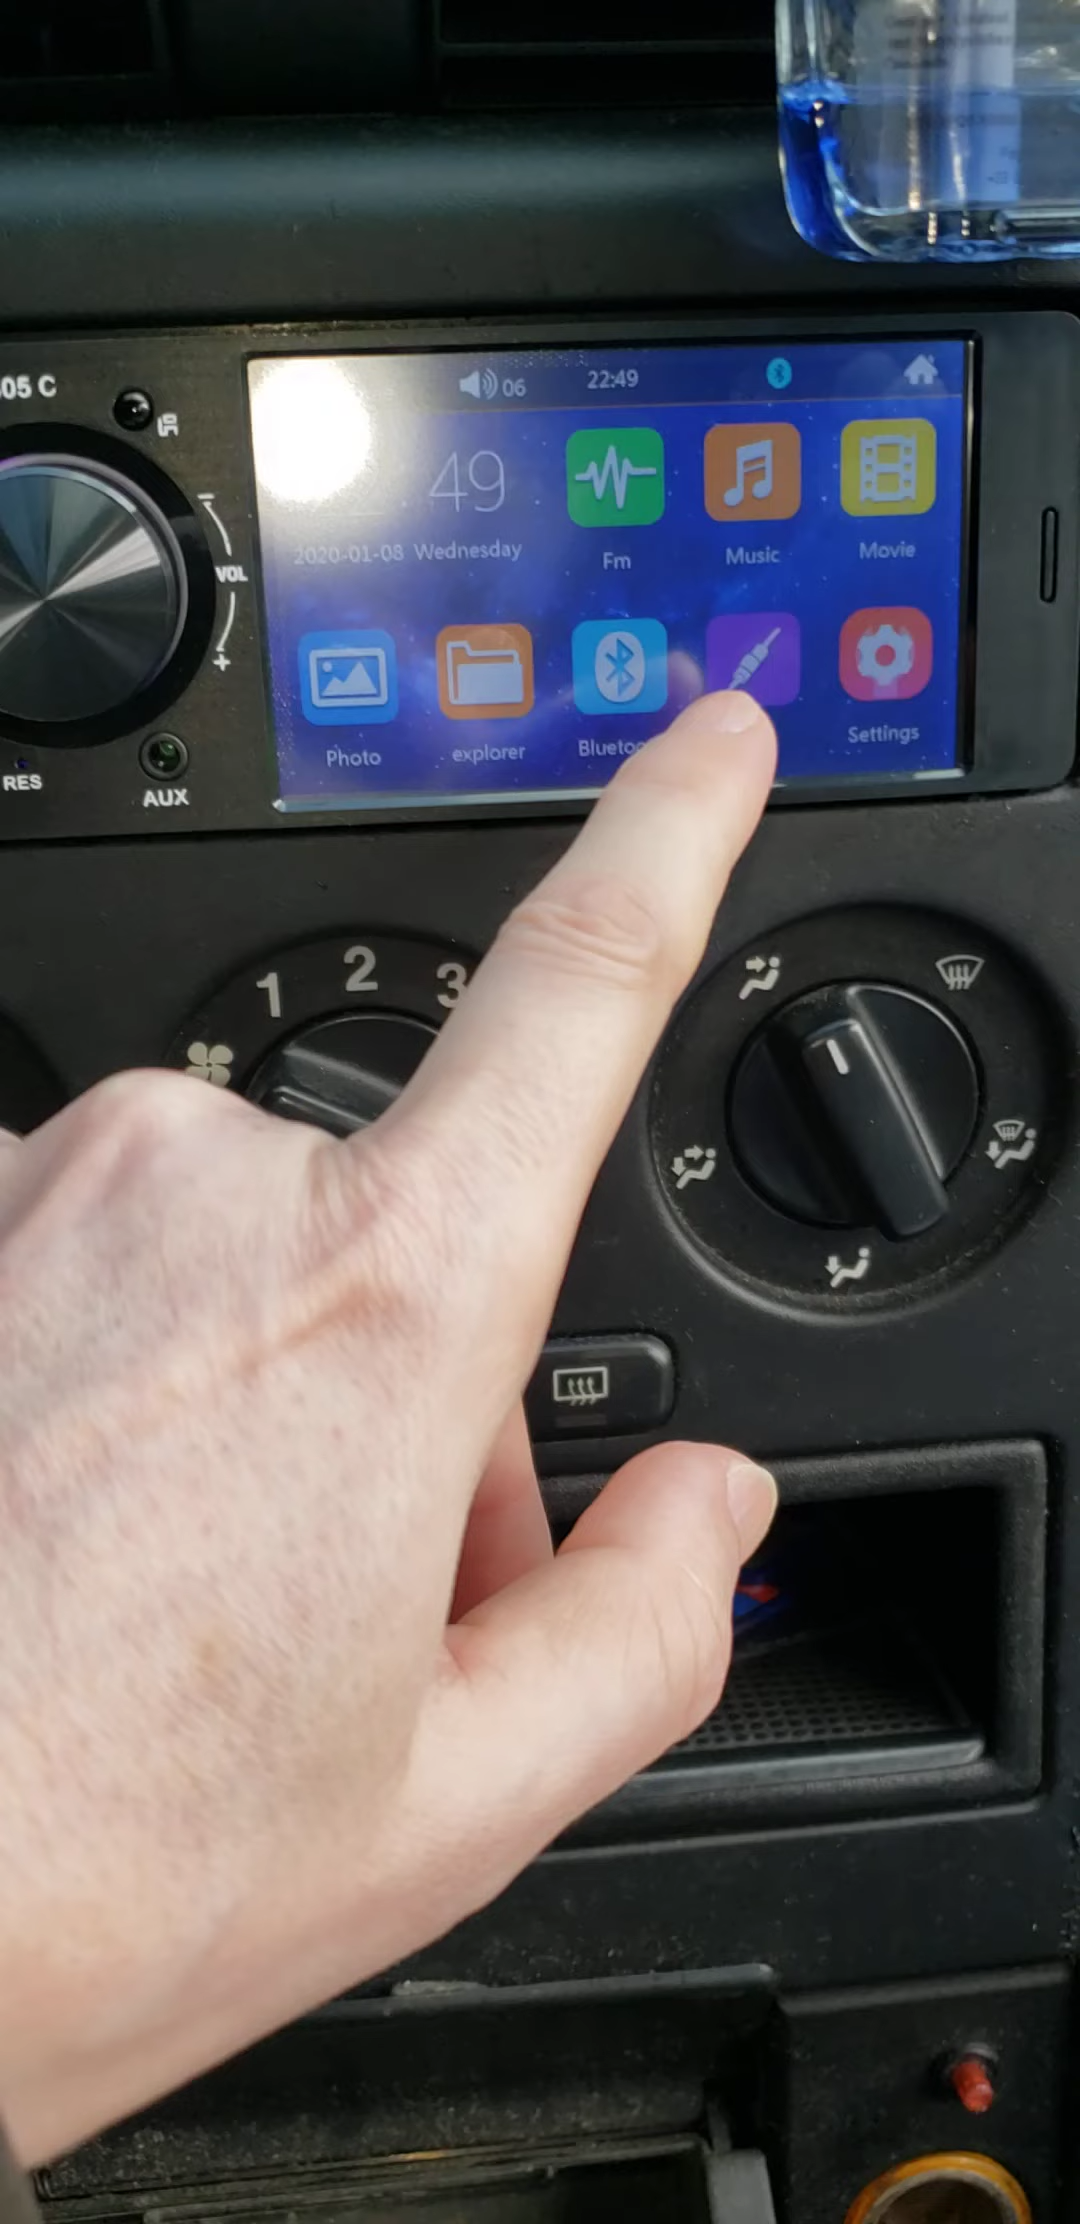 05 C
06
22:49
49
2020-01-08 Wednesday
Fm
Music
Movie
VOL
Photo
explorer
Settings
RES
AUX
1 2 3